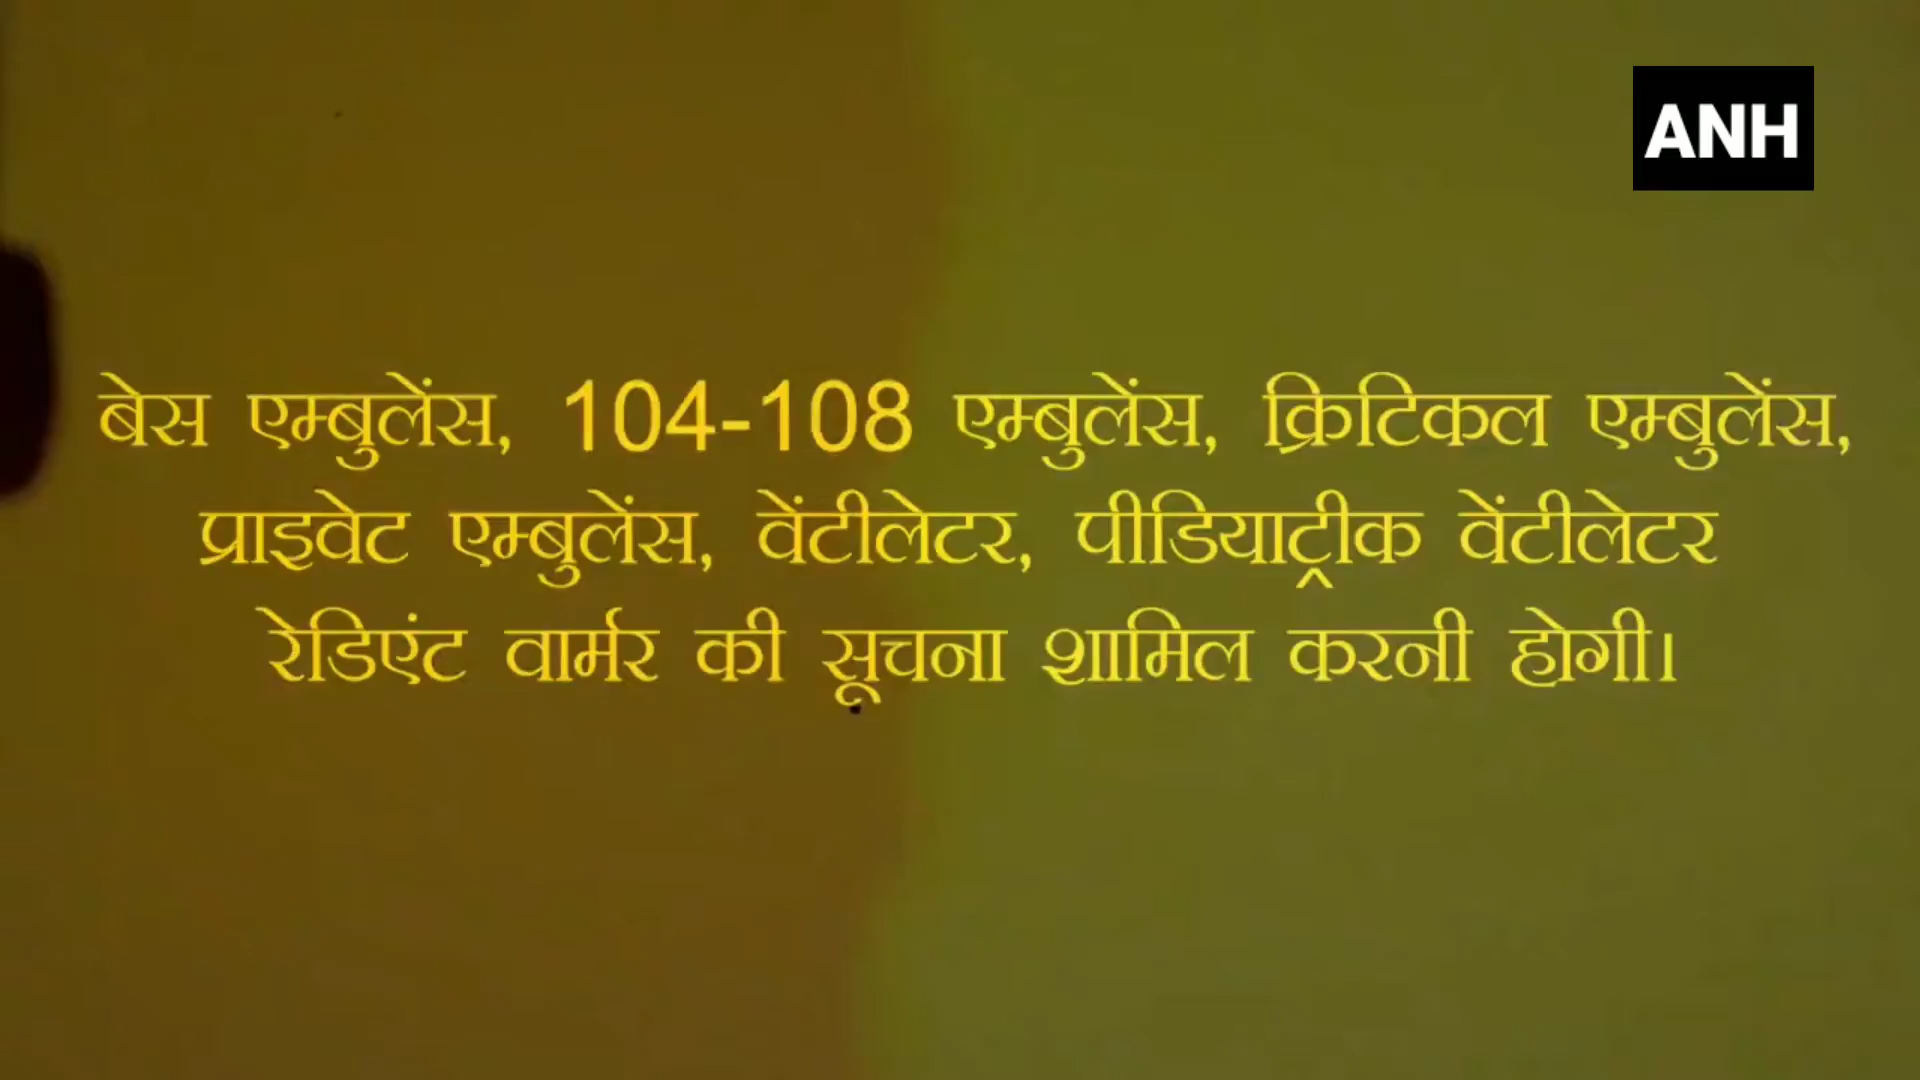 ANH
बेस एम्बुलेंस, 104-108 एम्बुलेंस, क्रिटिकल एम्बुलेंस,
प्राइवेट एम्बुलेंस, वेंटीलेटर, पीडियाट्रीक वेंटीलेटर
रेडिएंट वार्मर की सूचना शामिल करनी होगी।